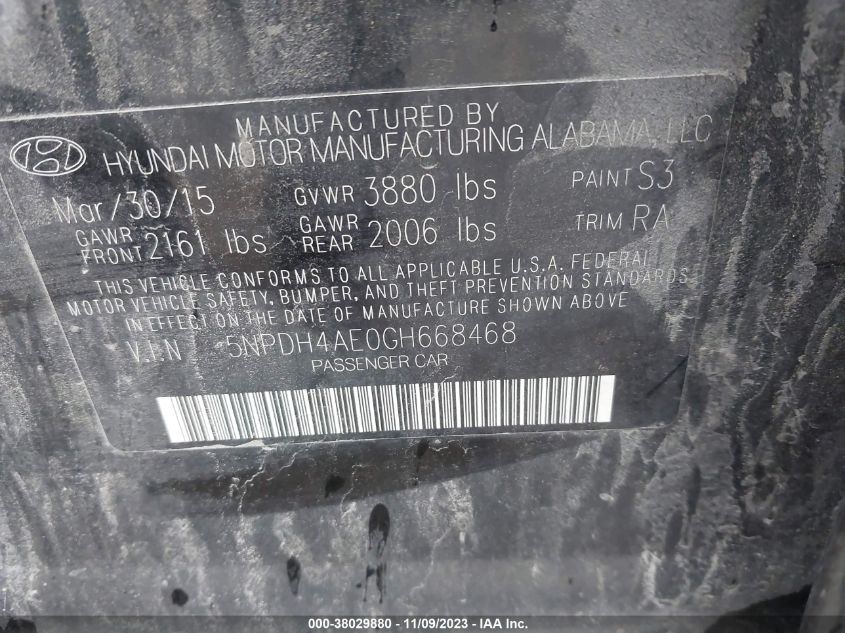 MANUFACTURED BY
HYUNDAI MOTOR MANUFACTURING ALABAMA, LLC
Mar/30/15 GVWR 3880 lbs PAINT S3
GAWR FRONT 2161 lbs GAWR REAR 2006 lbs TRIM RA
THIS VEHICLE CONFORMS TO ALL APPLICABLE U.S.A. FEDERAL
MOTOR VEHICLE SAFETY, BUMPER, AND THEFT PREVENTION STANDARDS
IN EFFECT ON THE DATE OF MANUFACTURE SHOWN ABOVE
V.I.N 5NPDH4AE0GH668468
PASSENGER CAR
000-38029880 - 11/09/2023 - IAA Inc.